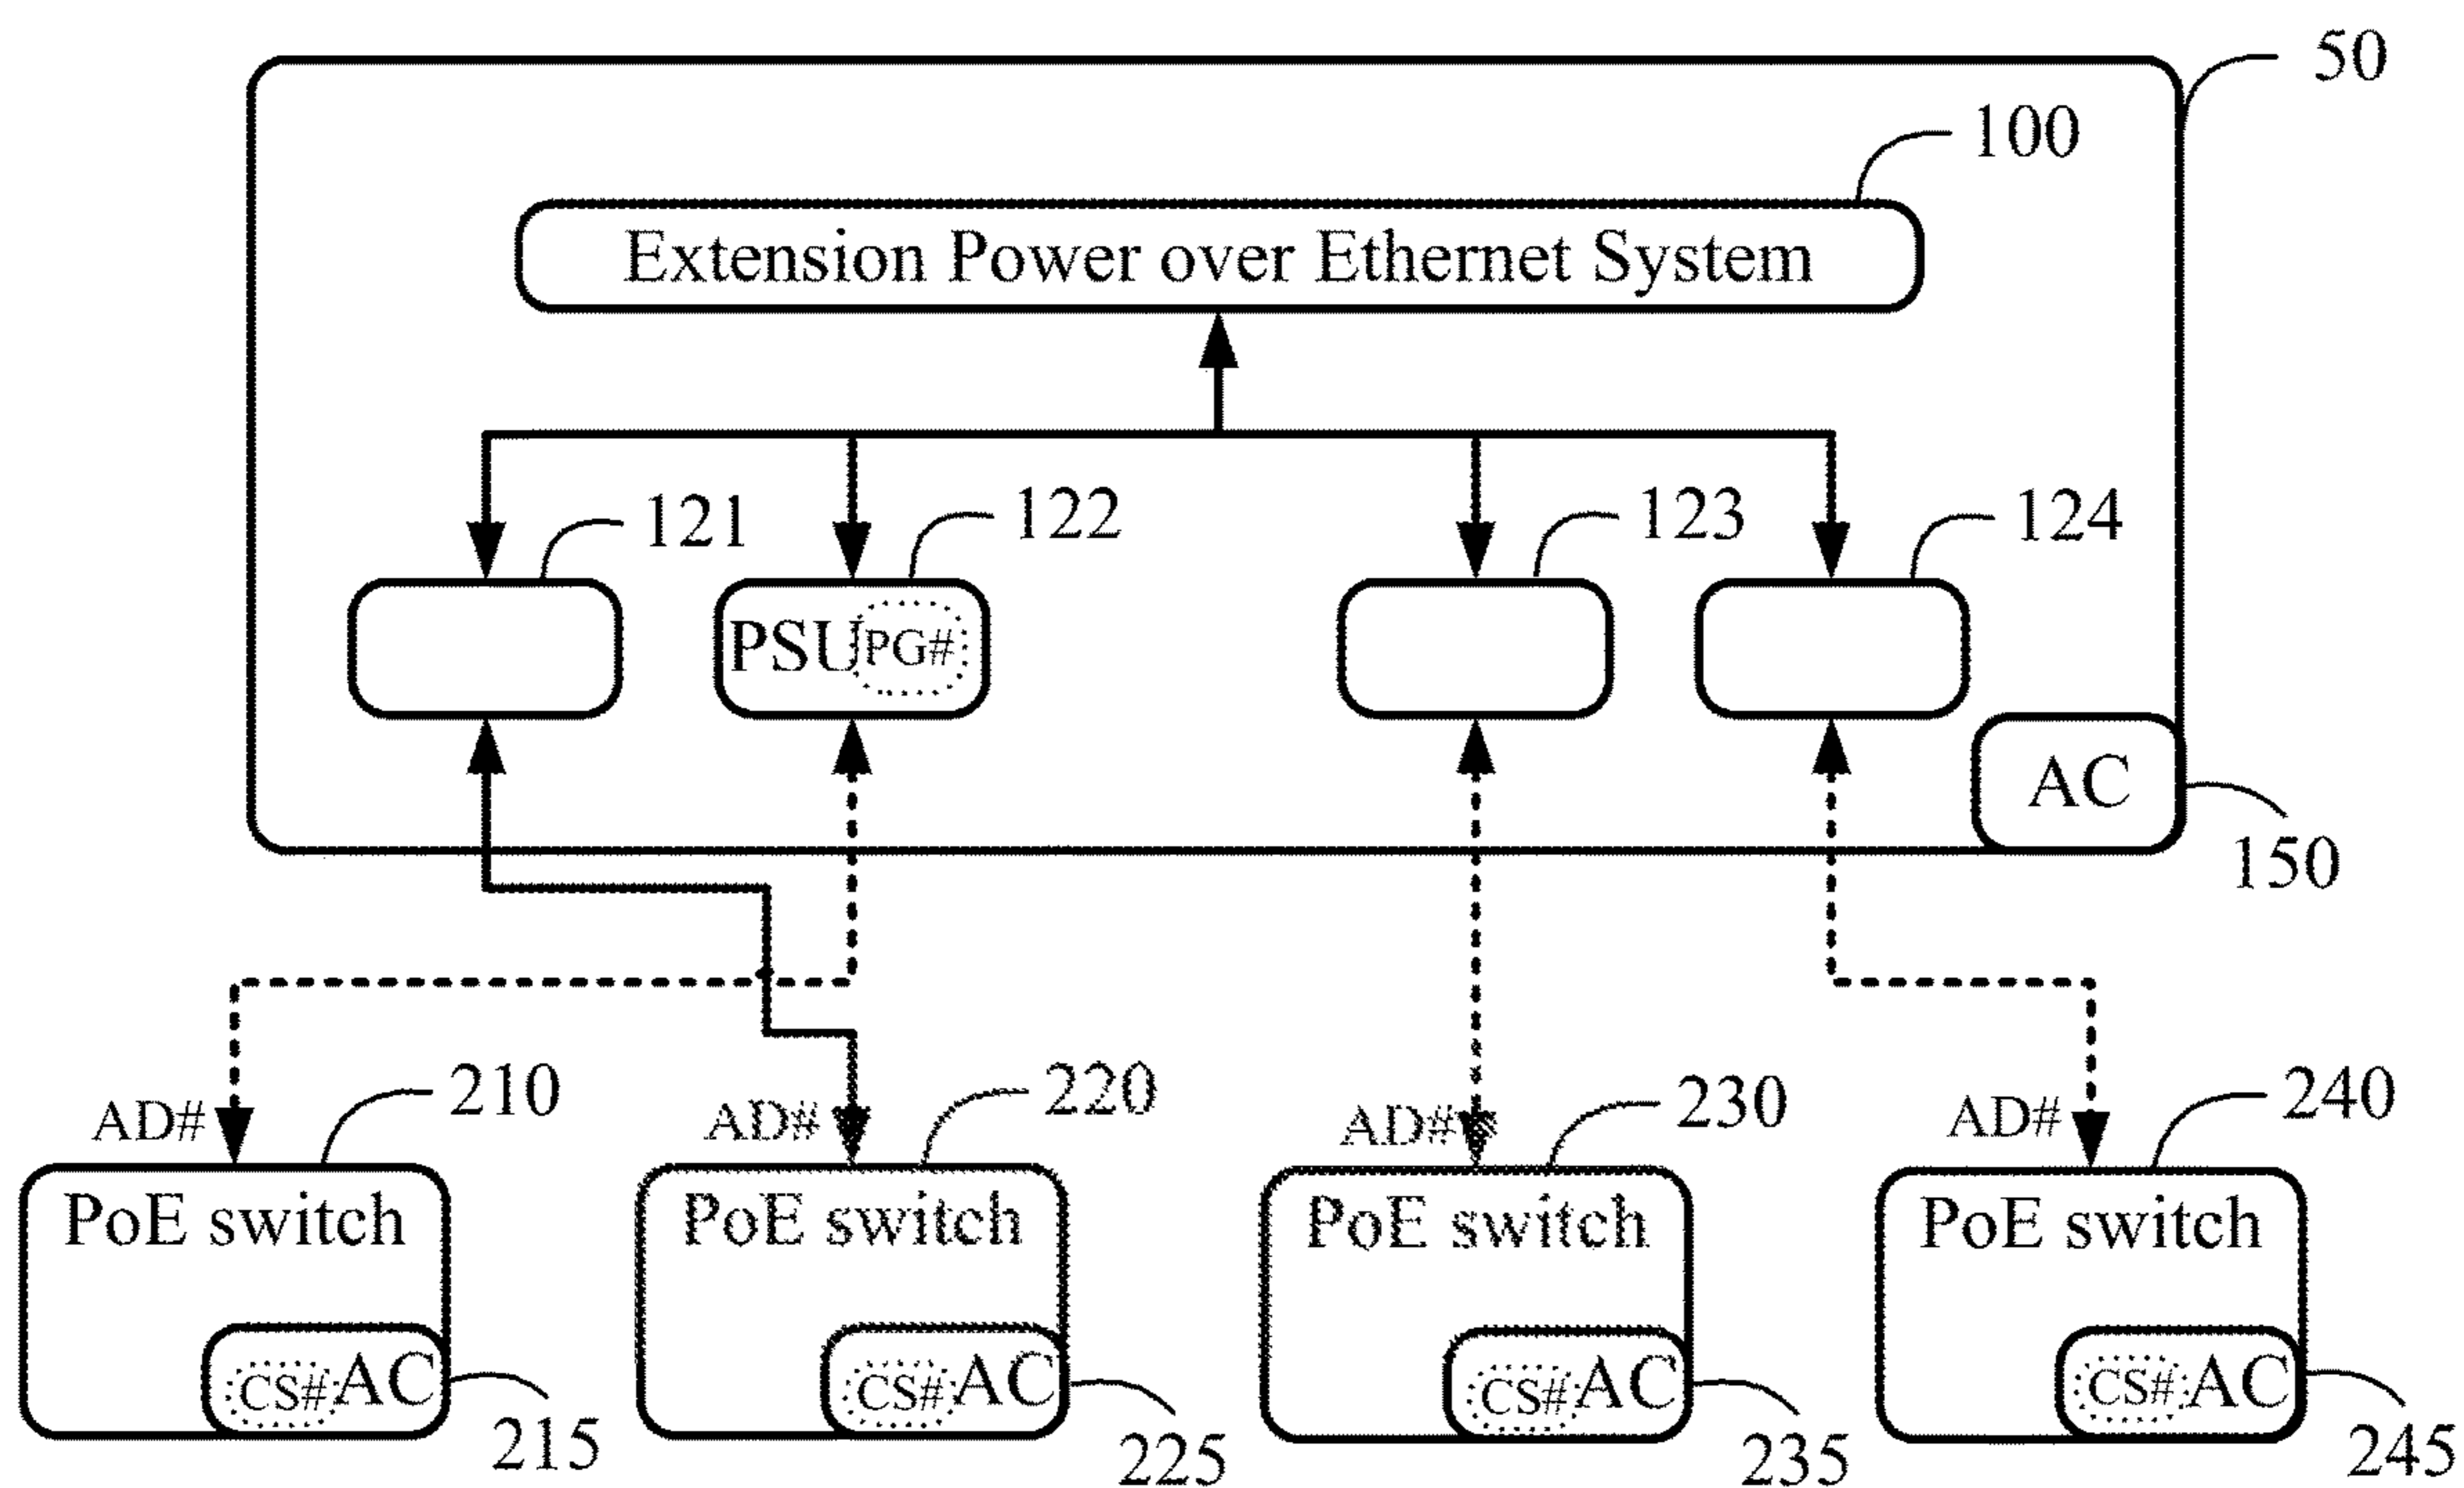 50
100
Extension Power over Ethernet System
121
122
123
124
PSU PG#
AC
150
AD#
210
AD#
220
AD#
230
AD#
240
PoE switch
PoE switch
PoE switch
PoE switch
CS# AC
CS# AC
CS# AC
CS# AC
215
225
235
245